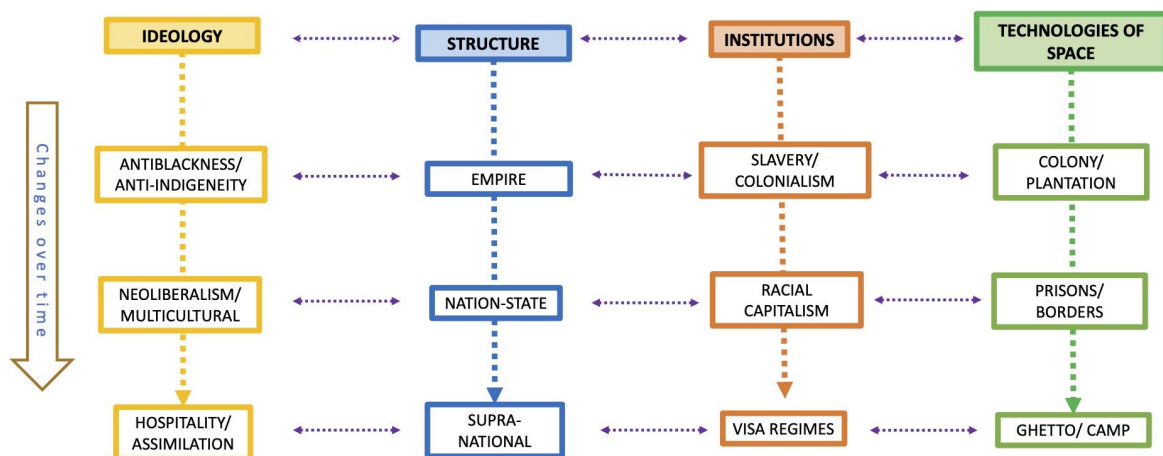 IDEOLOGY
STRUCTURE
INSTITUTIONS
TECHNOLOGIES OF
SPACE
Changes over time
ANTIBLACKNESS/
ANTI-INDIGENEITY
EMPIRE
SLAVERY/
COLONIALISM
COLONY/
PLANTATION
NEOLIBERALISM/
MULTICULTURAL
NATION-STATE
RACIAL
CAPITALISM
PRISONS/
BORDERS
HOSPITALITY/
ASSIMILATION
SUPRA-
NATIONAL
VISA REGIMES
GHETTO/ CAMP